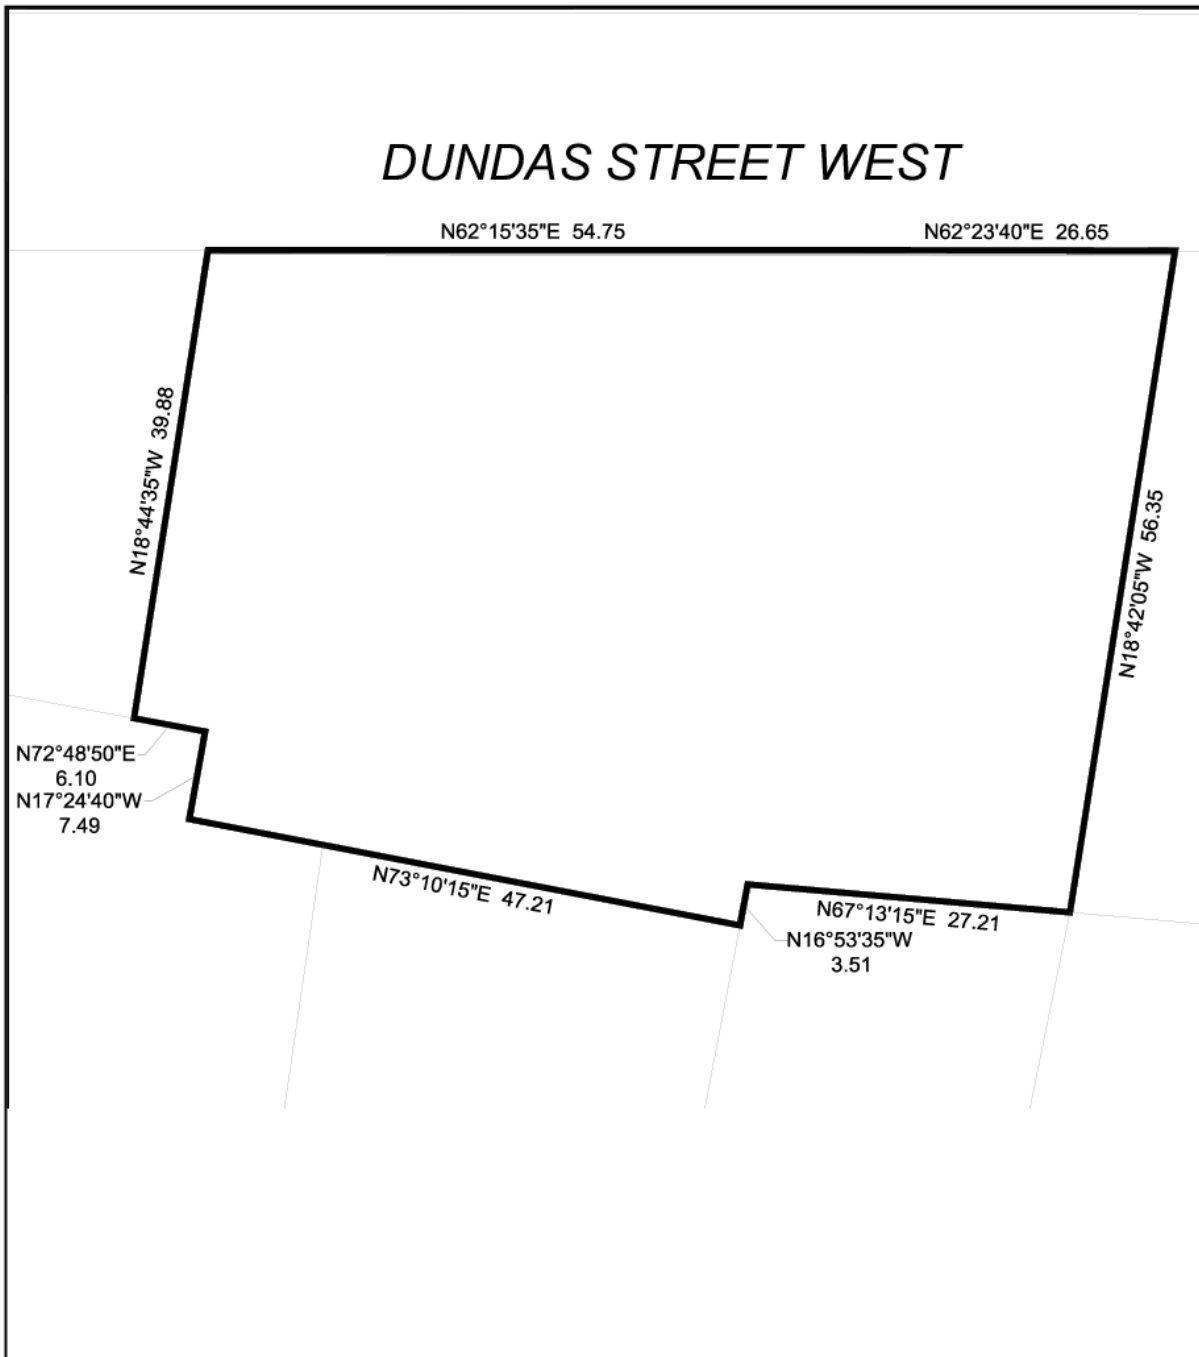 DUNDAS STREET WEST
N62°15'35"E 54.75
N62°23'40"E 26.65
N18°44'35"W 39.88
N18°42'05"W 56.35
N72°48'50"E
6.10
N17°24'40"W
7.49
N73°10'15"E 47.21
N67°13'15"E 27.21
N16°53'35"W
3.51